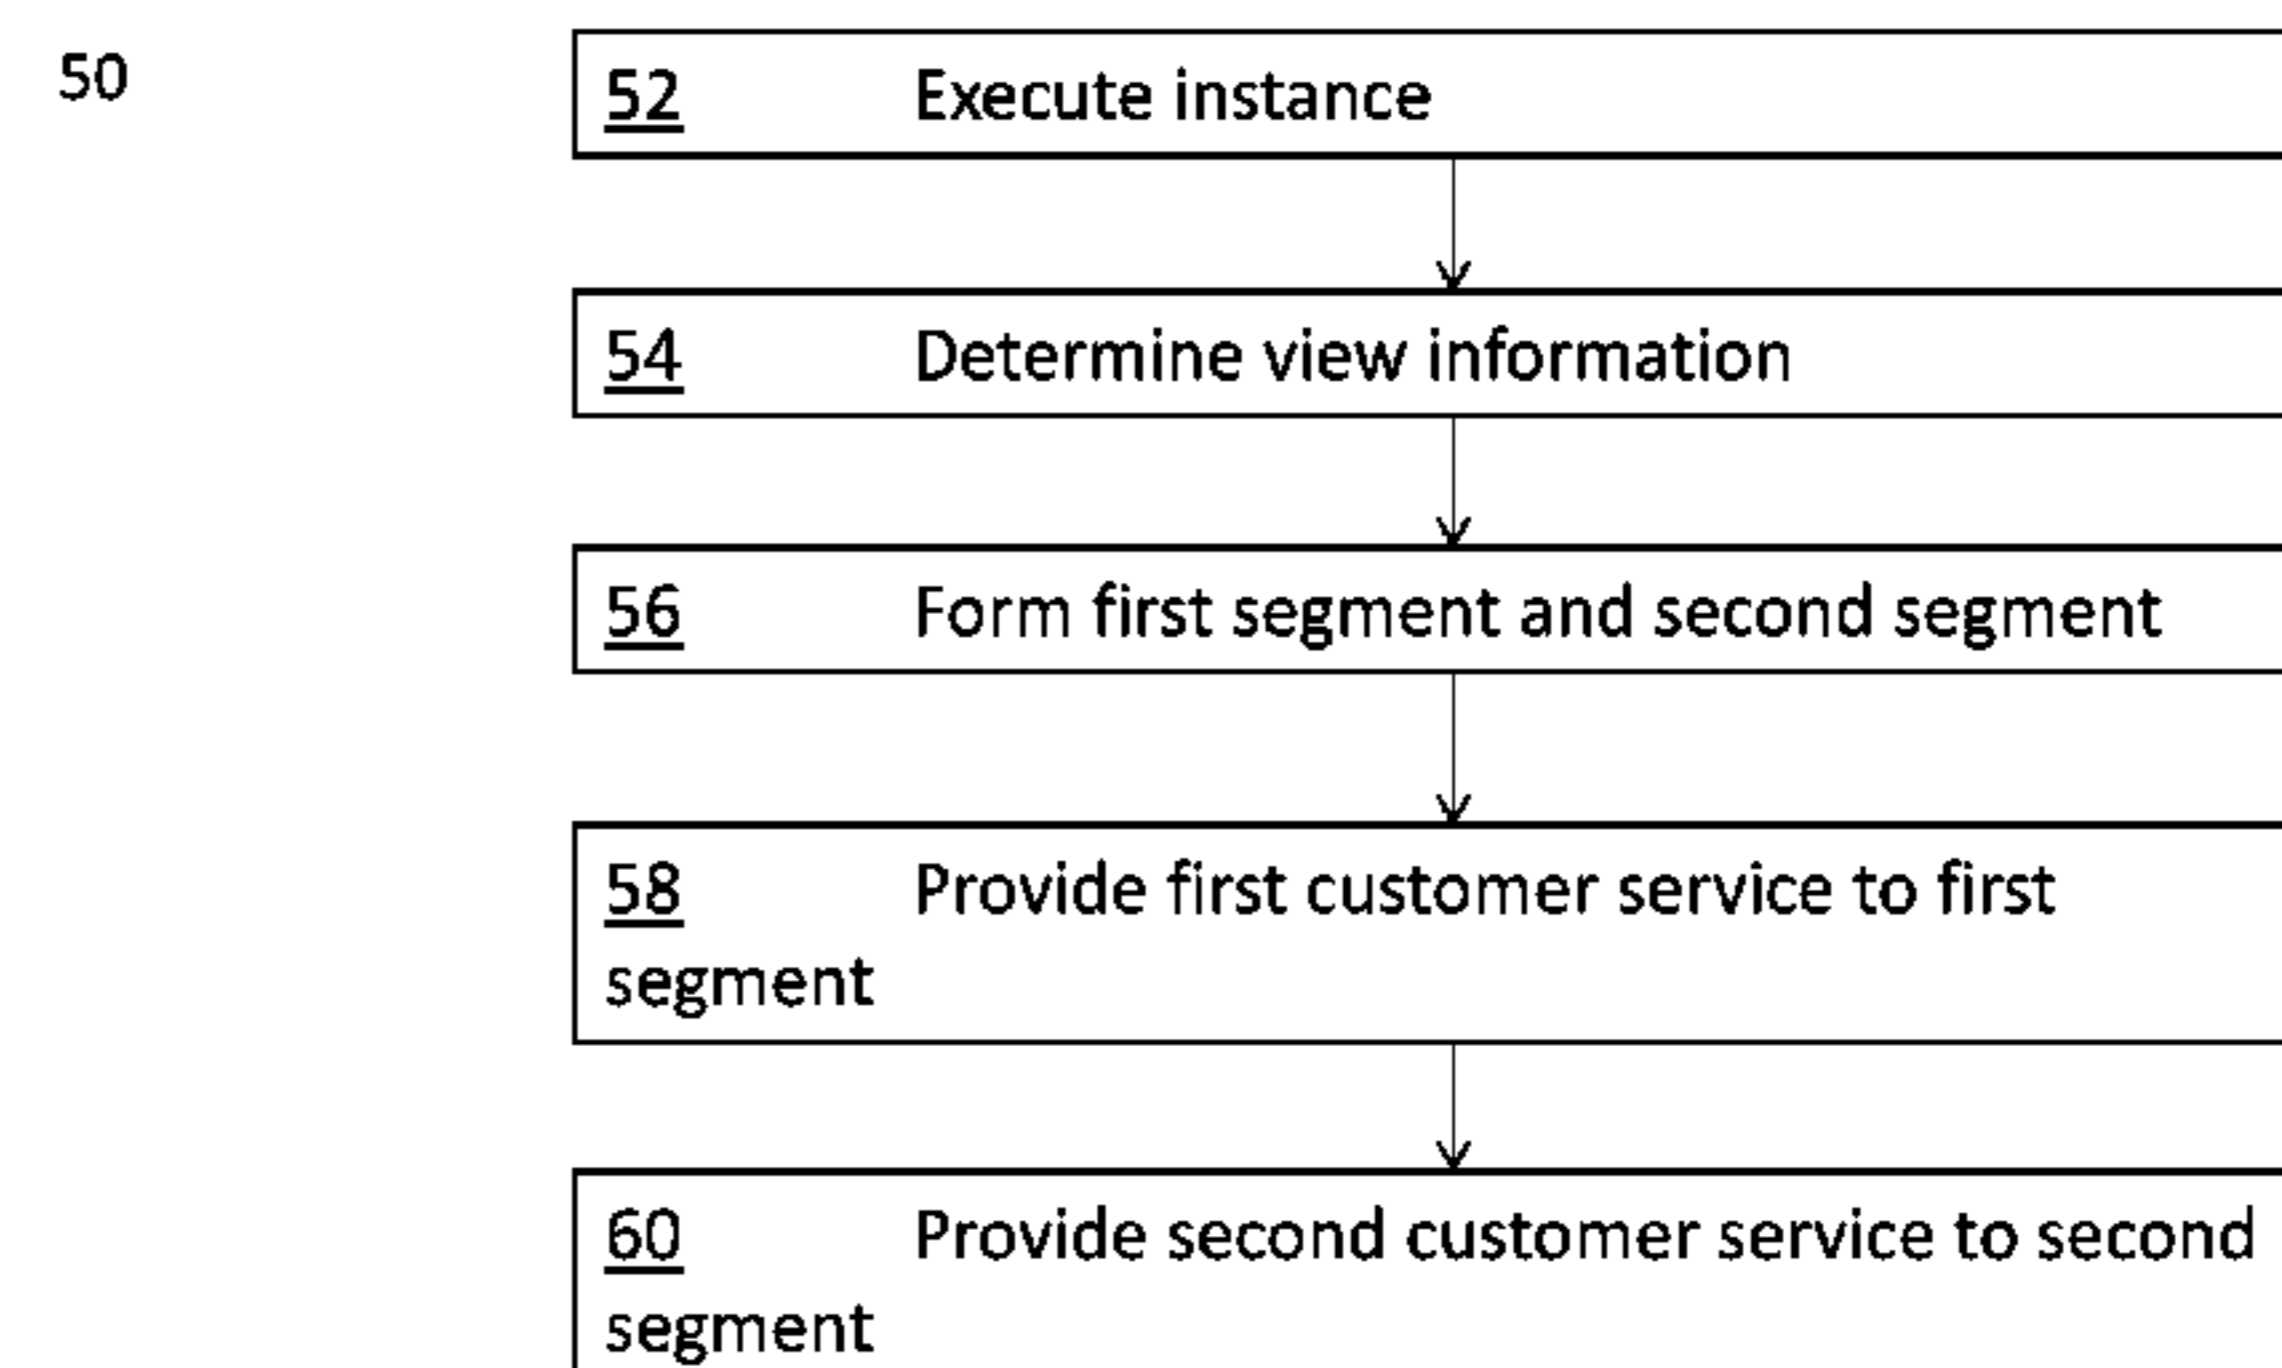 50
52 Execute instance
54 Determine view information
56 Form first segment and second segment
58 Provide first customer service to first
segment
60 Provide second customer service to second
segment